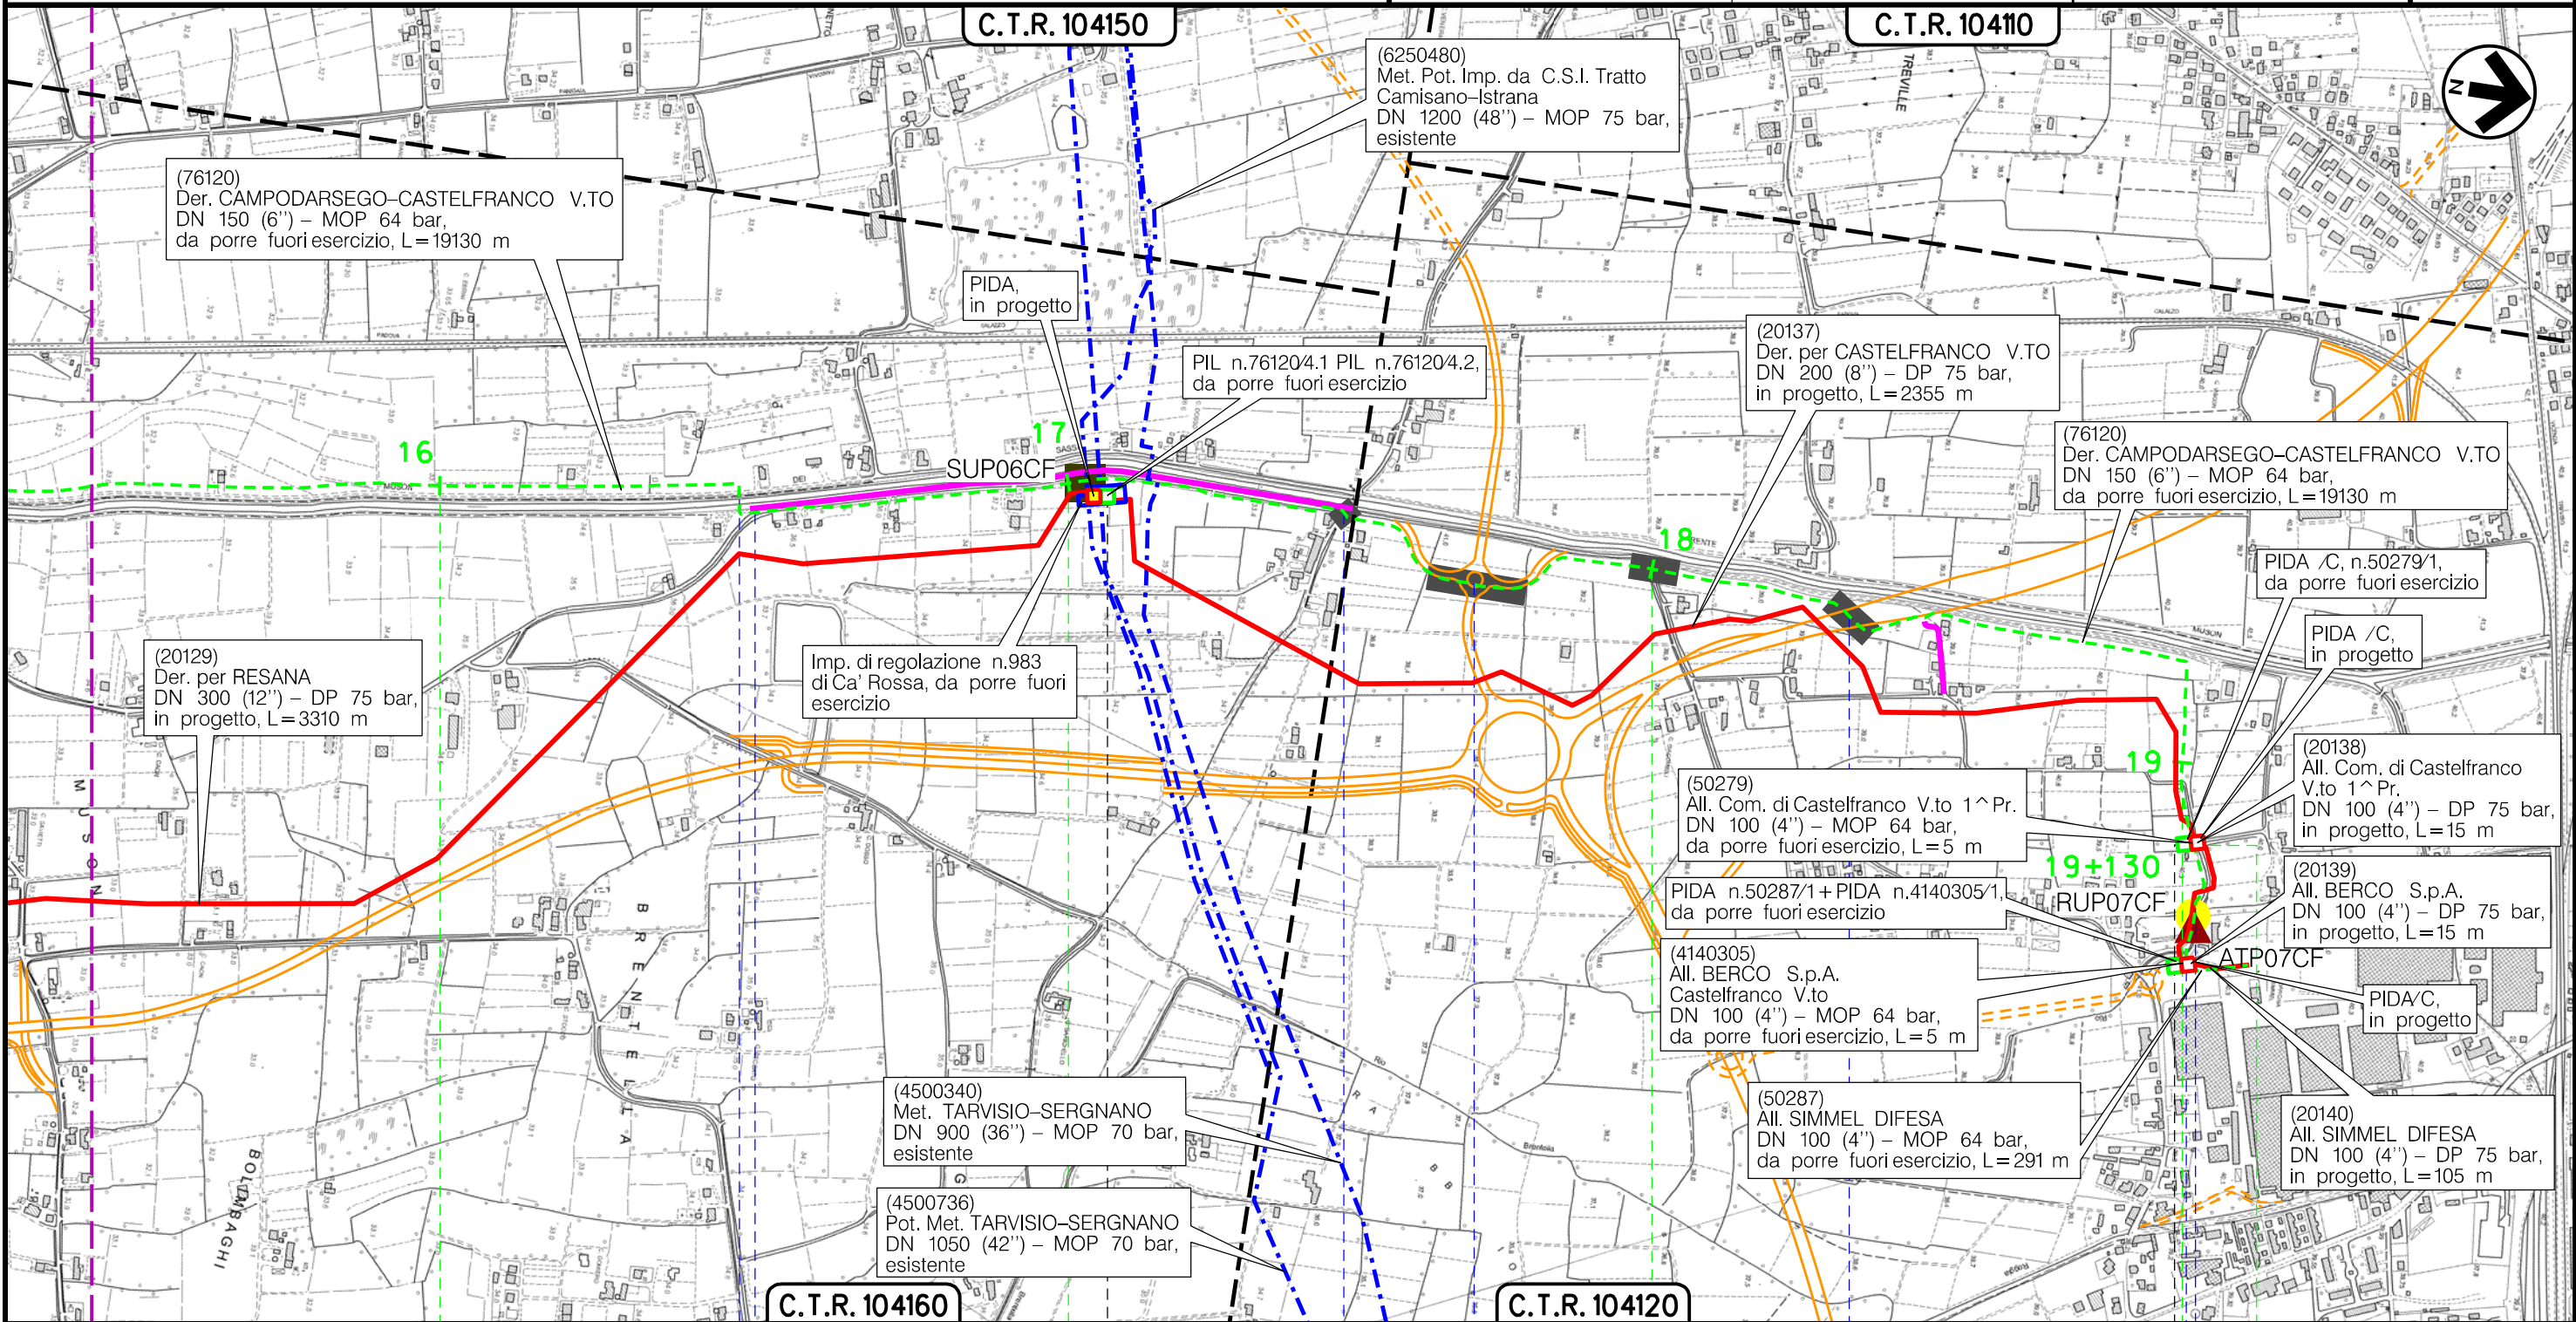 C.T.R. 104150
C.T.R. 104110
N
(6250480)
Met. Pot. Imp. da C.S.I. Tratto
Camisano–Istrana
DN 1200 (48'') – MOP 75 bar,
esistente
TREVILLE
(76120)
Der. CAMPODARSEGO–CASTELFRANCO V.TO
DN 150 (6'') – MOP 64 bar,
da porre fuori esercizio, L=19130 m
PIDA,
in progetto
PIL n.76120/4.1 PIL n.76120/4.2,
da porre fuori esercizio
(20137)
Der. per CASTELFRANCO V.TO
DN 200 (8'') – DP 75 bar,
in progetto, L=2355 m
(76120)
Der. CAMPODARSEGO–CASTELFRANCO V.TO
DN 150 (6'') – MOP 64 bar,
da porre fuori esercizio, L=19130 m
PADOVA
CALALZO
F.S.
CALALZO
16
17
18
MUSON
DEI
SASSI
SUP06CF
PIDA /C, n.50279/1,
da porre fuori esercizio
PIDA /C,
in progetto
MUSON
(20129)
Der. per RESANA
DN 300 (12'') – DP 75 bar,
in progetto, L=3310 m
Imp. di regolazione n.983
di Ca' Rossa, da porre fuori
esercizio
19
(20138)
All. Com. di Castelfranco
V.to 1^Pr.
DN 100 (4'') – DP 75 bar,
in progetto, L=15 m
(50279)
All. Com. di Castelfranco V.to 1^Pr.
DN 100 (4'') – MOP 64 bar,
da porre fuori esercizio, L=5 m
19+130
MUSON
(20139)
All. BERCO S.p.A.
DN 100 (4'') – DP 75 bar,
in progetto, L=15 m
PIDA n.50287/1+PIDA n.4140305/1,
da porre fuori esercizio
RUP07CF
BRENTELLA
(4140305)
All. BERCO S.p.A.
Castelfranco V.to
DN 100 (4'') – MOP 64 bar,
da porre fuori esercizio, L=5 m
ATP07CF
PIDA/C,
in progetto
(4500340)
Met. TARVISIO–SERGNANO
DN 900 (36'') – MOP 70 bar,
esistente
(50287)
All. SIMMEL DIFESA
DN 100 (4'') – MOP 64 bar,
da porre fuori esercizio, L=291 m
(20140)
All. SIMMEL DIFESA
DN 100 (4'') – DP 75 bar,
in progetto, L=105 m
(4500736)
Pot. Met. TARVISIO–SERGNANO
DN 1050 (42'') – MOP 70 bar,
esistente
C.T.R. 104160
C.T.R. 104120